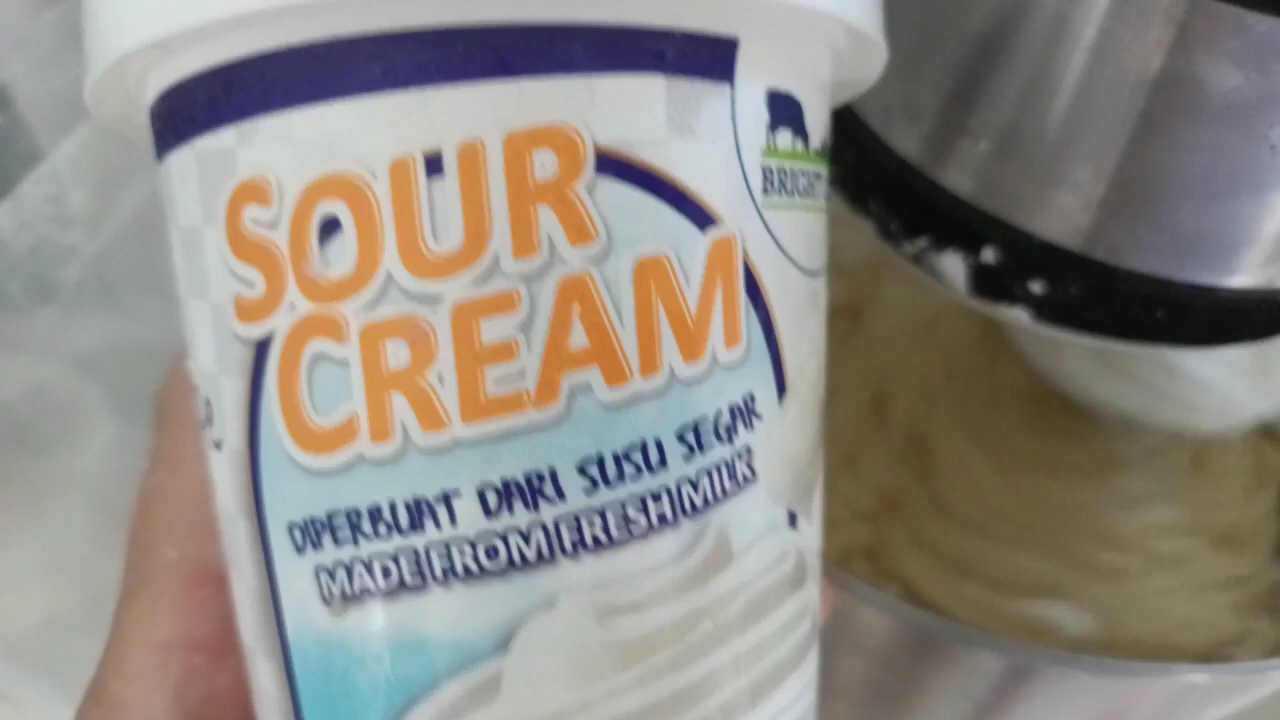 SOUR
CREAM
DIPERBUAT DARI SUSU SEGAR
MADE FROM FRESH MILK